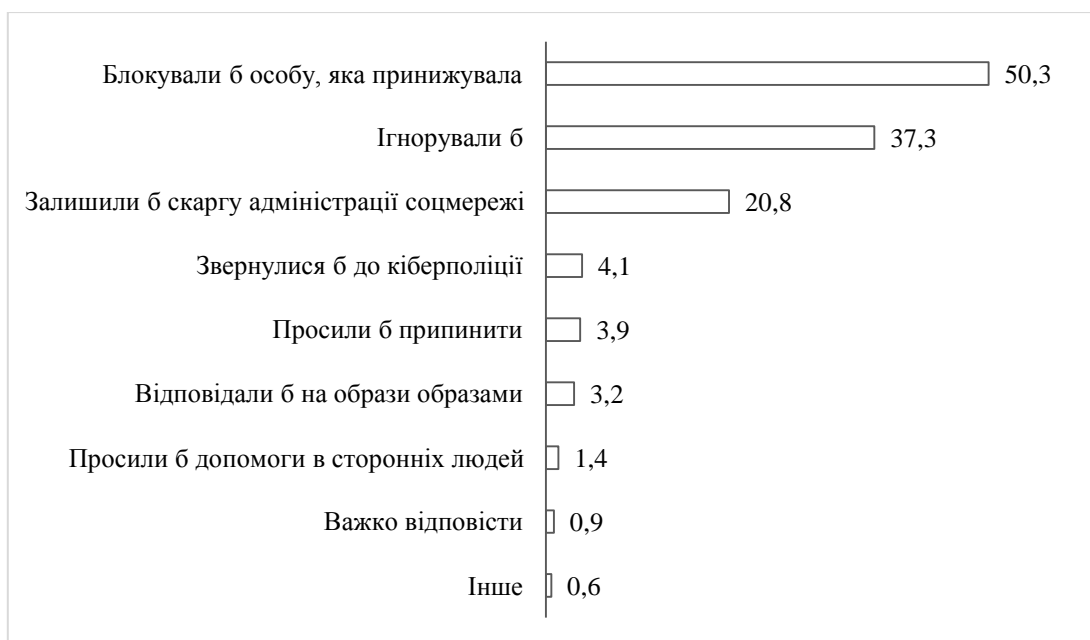 Блокували б особу, яка принижувала 50,3
Ігнорували б 37,3
Залишили б скаргу адміністрації соцмережі 20,8
Звернулися б до кіберполіції 4,1
Просили б припинити 3,9
Відповідали б на образи образами 3,2
Просили б допомоги в сторонніх людей 1,4
Важко відповісти 0,9
Інше 0,6